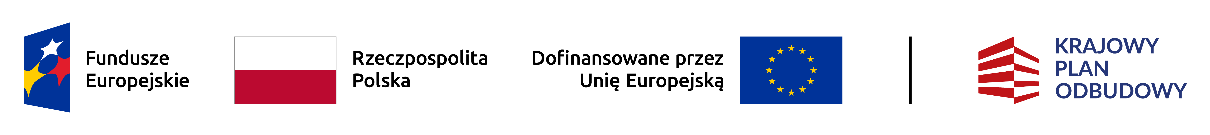 Fundusze
Europejskie
Rzeczpospolita
Polska
Dofinansowane przez
Unię Europejską
KRAJOWY
PLAN
ODBUDOWY